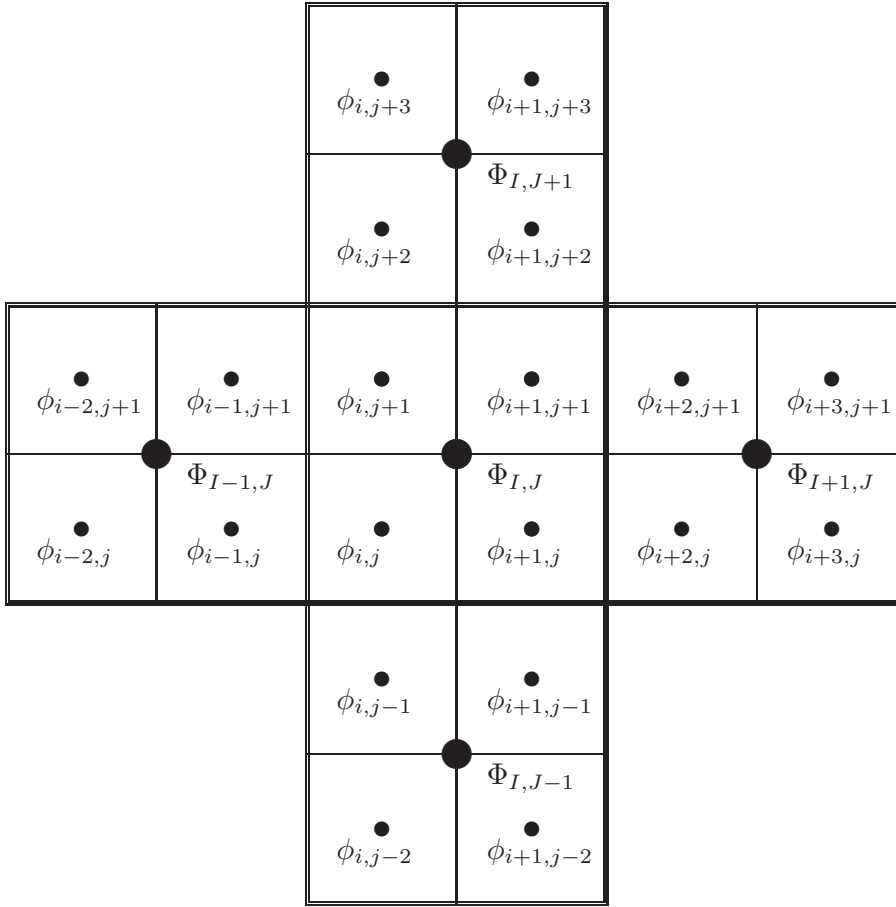 ϕ_{i,j+3} ϕ_{i+1,j+3}
Φ_{I,J+1}
ϕ_{i,j+2} ϕ_{i+1,j+2}
ϕ_{i−2,j+1} ϕ_{i−1,j+1} ϕ_{i,j+1} ϕ_{i+1,j+1} ϕ_{i+2,j+1} ϕ_{i+3,j+1}
Φ_{I−1,J} Φ_{I,J} Φ_{I+1,J}
ϕ_{i−2,j} ϕ_{i−1,j} ϕ_{i,j} ϕ_{i+1,j} ϕ_{i+2,j} ϕ_{i+3,j}
ϕ_{i,j−1} ϕ_{i+1,j−1}
Φ_{I,J−1}
ϕ_{i,j−2} ϕ_{i+1,j−2}